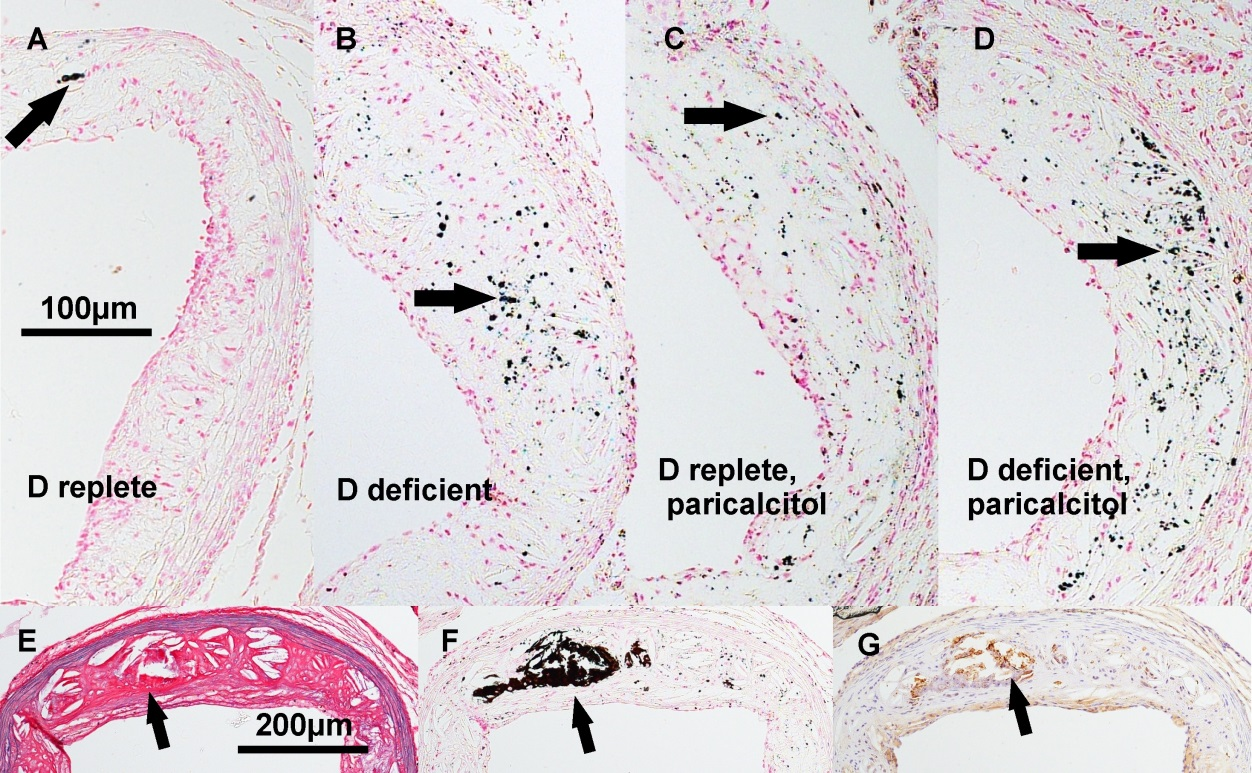 A
B
C
D
100µm
D replete
D deficient
D replete,
paricalcitol
D deficient,
paricalcitol
E
F
G
200µm